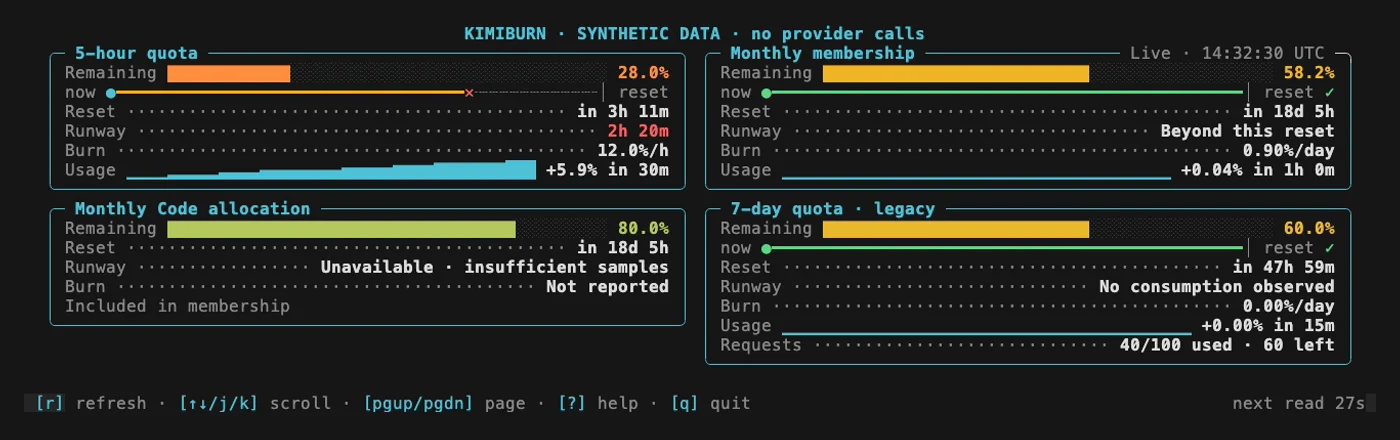 KIMIBURN · SYNTHETIC DATA · no provider calls
5-hour quota
Remaining 28.0%
now × reset
Reset in 3h 11m
Runway 2h 20m
Burn 12.0%/h
Usage +5.9% in 30m
Monthly membership Live · 14:32:30 UTC
Remaining 58.2%
now reset ✓
Reset in 18d 5h
Runway Beyond this reset
Burn 0.90%/day
Usage +0.04% in 1h 0m
Monthly Code allocation
Remaining 80.0%
Reset in 18d 5h
Runway Unavailable · insufficient samples
Burn Not reported
Included in membership
7-day quota · legacy
Remaining 60.0%
now reset ✓
Reset in 47h 59m
Runway No consumption observed
Burn 0.00%/day
Usage +0.00% in 15m
Requests 40/100 used · 60 left
[r] refresh · [↑↓/j/k] scroll · [pgup/pgdn] page · [?] help · [q] quit next read 27s